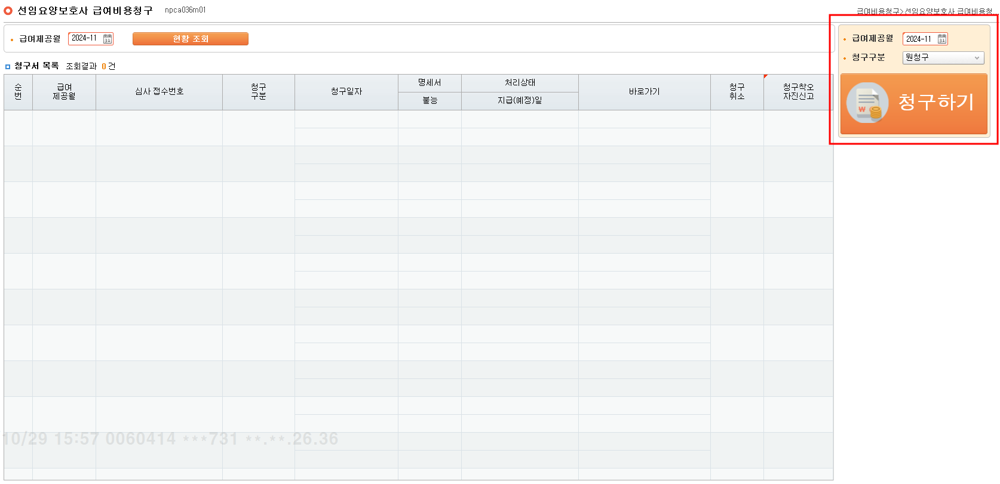 선임요양보호사 급여비용청구 npca036m01
급여비용청구>선임요양보호사 급여비용청...
급여제공월 2024-11 현황 조회
청구서 목록 조회결과 0 건
순번
급여
제공월
심사 접수번호
청구
구분
청구일자
명세서
불능
처리상태
지급(예정)일
바로가기
청구
취소
청구착오
자진신고
급여제공월 2024-11
청구구분 원청구
청구하기
10/29 15:57 0060414 ***731 **.**.26.36